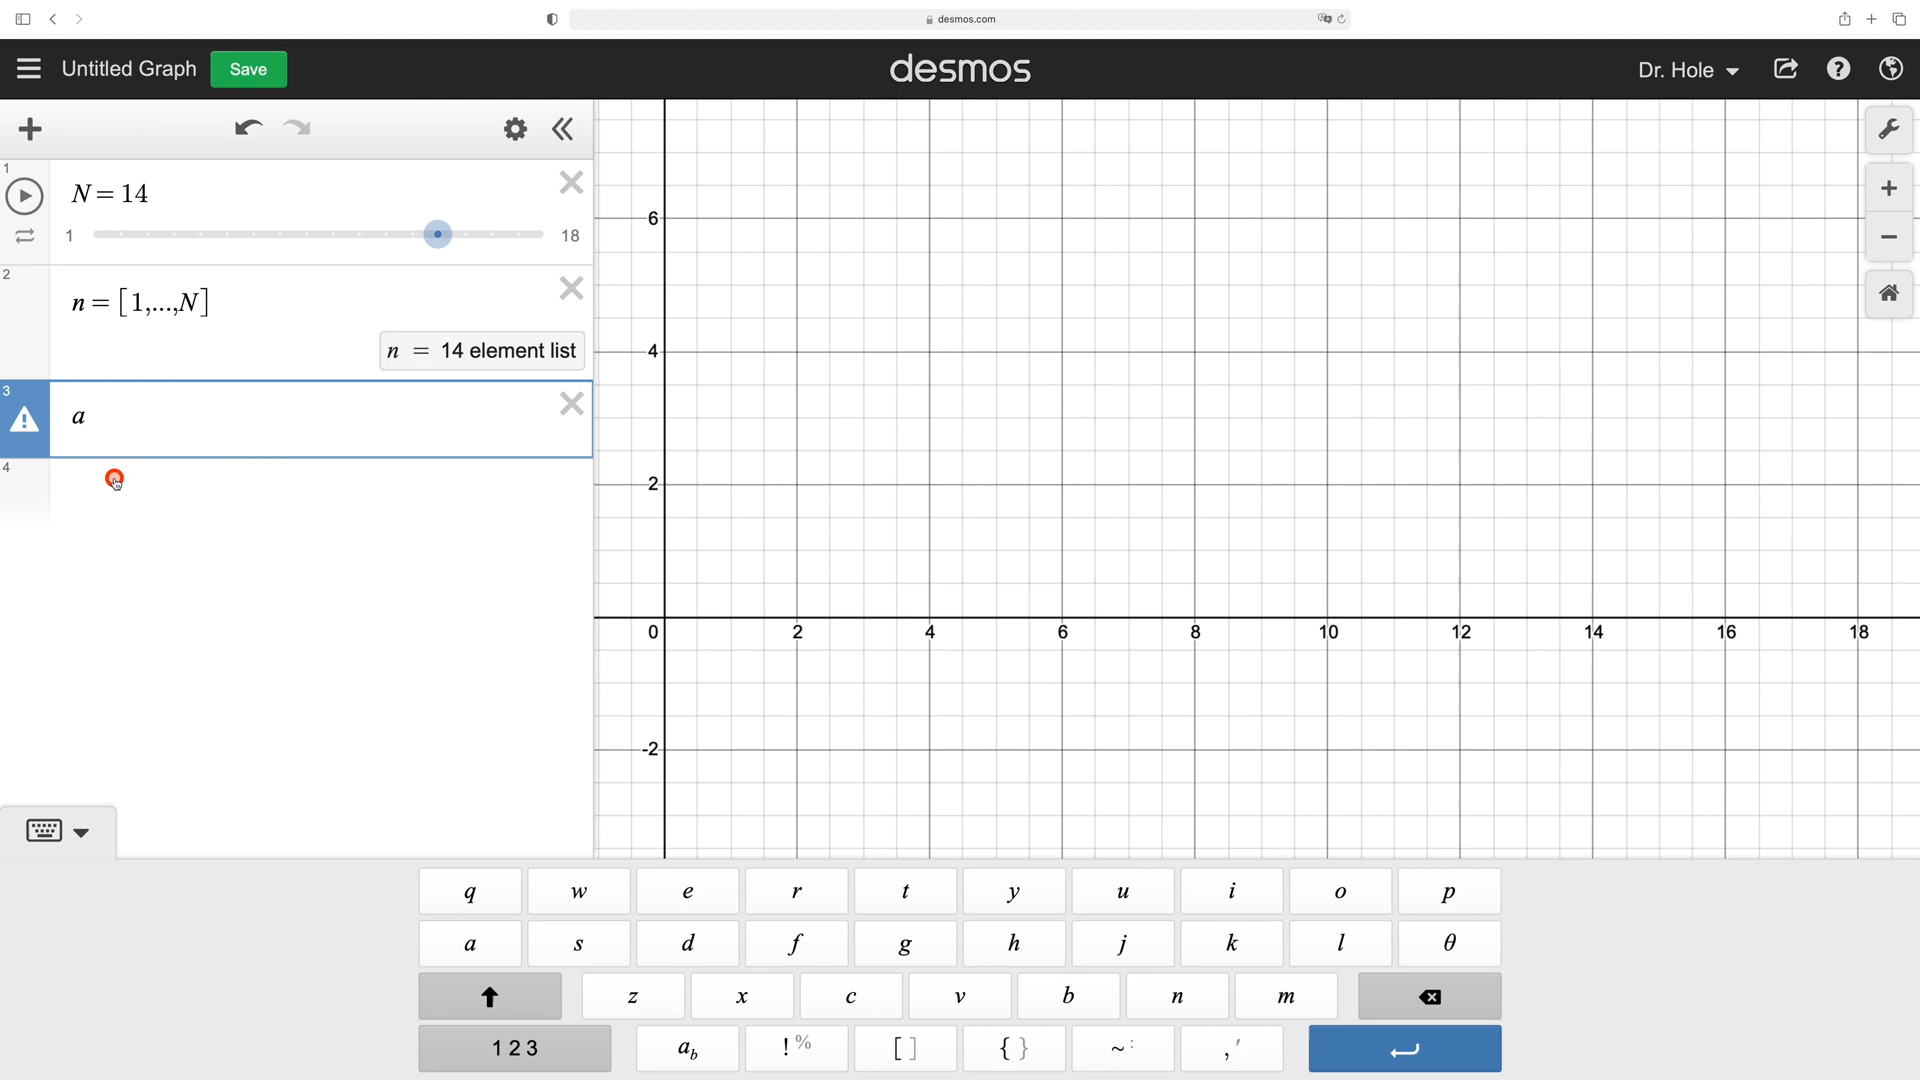 desmos.com
Untitled Graph Save desmos Dr. Hole ?
1
N = 14
1 18
2
n = [1,...,N]
n = 14 element list
3
a
4
6
4
2
0 2 4 6 8 10 12 14 16 18
-2
q w e r t y u i o p
a s d f g h j k l θ
z x c v b n m
1 2 3 a_b ! % [ ] { } ~ : , '